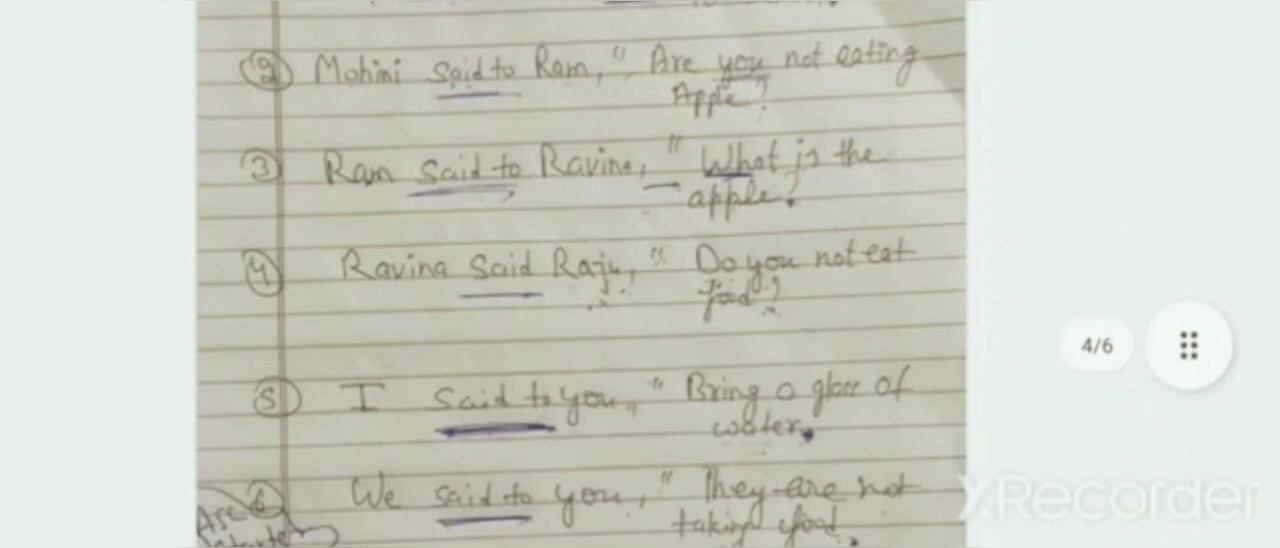 (2) Mohini said to Ram, " Are you not eating
Apple?
(3) Ram said to Ravina, " What is the
apple?
(4) Ravina said Raju, " Do you not eat
food?
(5) I said to you, " Bring a glass of
water.
(6) We said to you, " They are not
taking food.
4/6
XRecorder